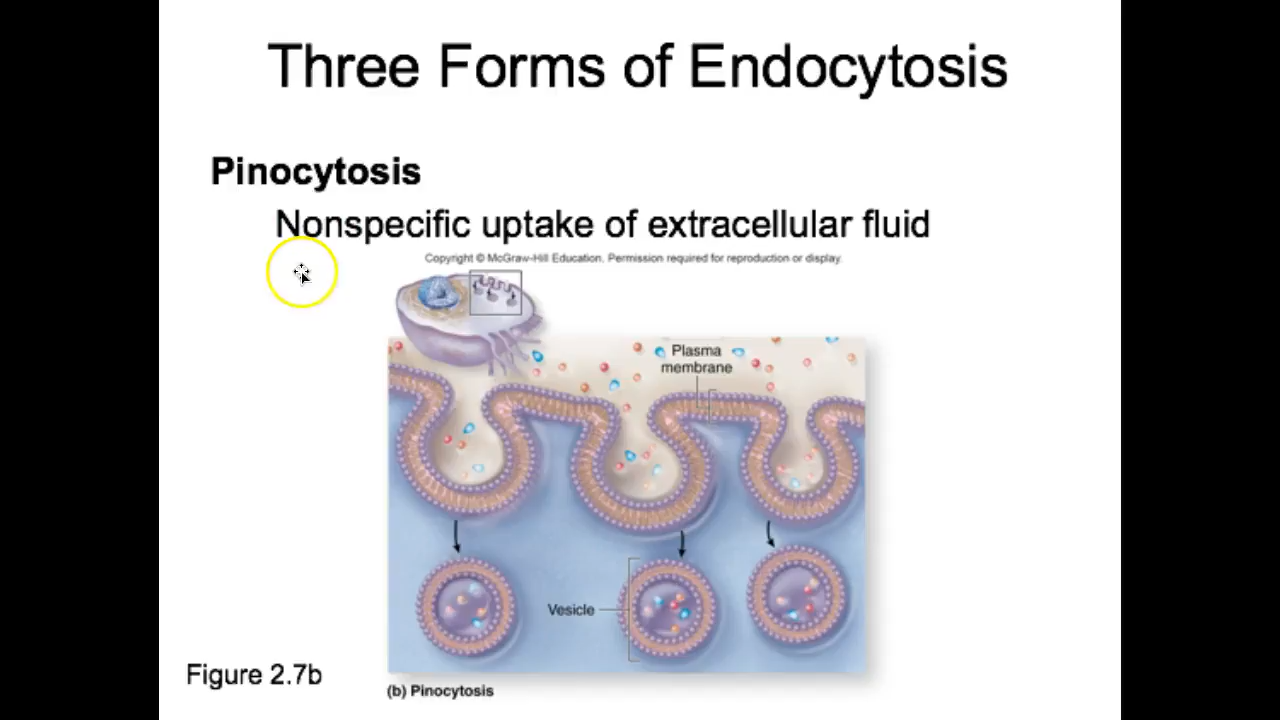 Three Forms of Endocytosis
Pinocytosis
Nonspecific uptake of extracellular fluid
Copyright © McGraw-Hill Education. Permission required for reproduction or display.
Plasma
membrane
Vesicle
Figure 2.7b
(b) Pinocytosis